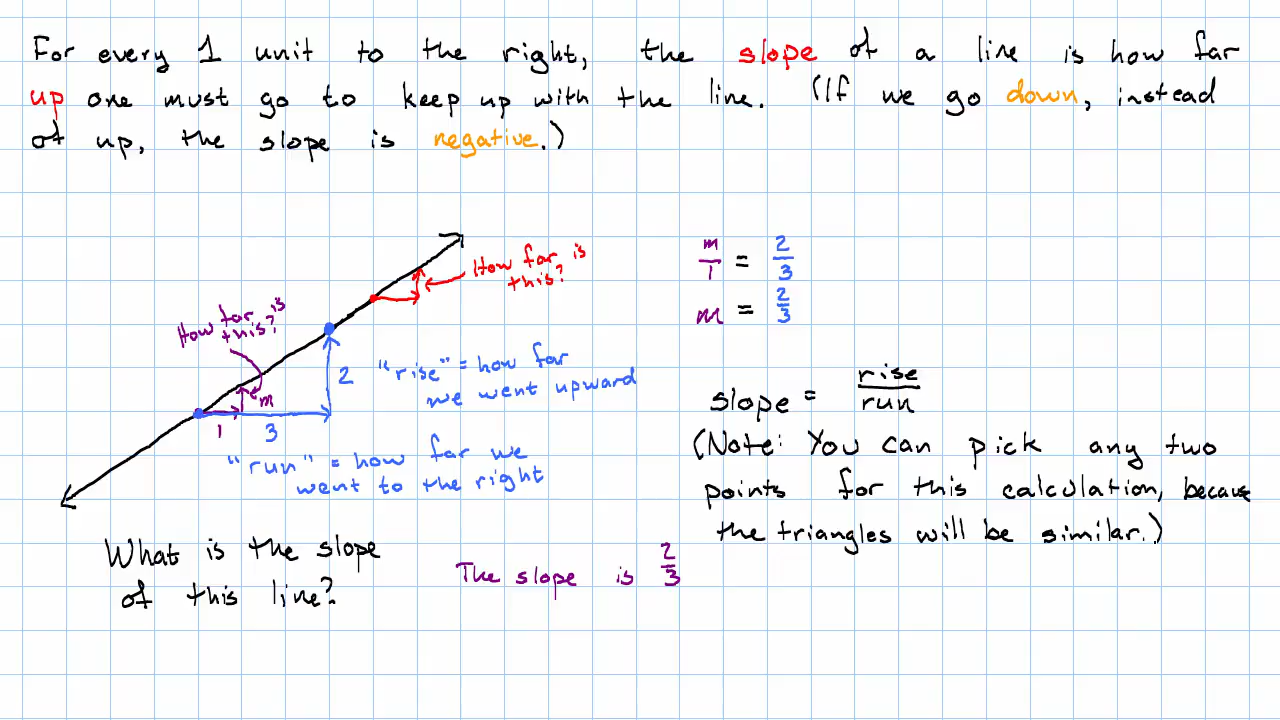 For every 1 unit to the right, the slope of a line is how far
up one must go to keep up with the line. (If we go down, instead
of up, the slope is negative.)
How far is
this?
How far is
this?
m
1
2
3
"rise" = how far
we went upward
"run" = how far we
went to the right
m/1 = 2/3
m = 2/3
slope = rise/run
(Note: You can pick any two
points for this calculation, because
the triangles will be similar.)
What is the slope
of this line?
The slope is 2/3